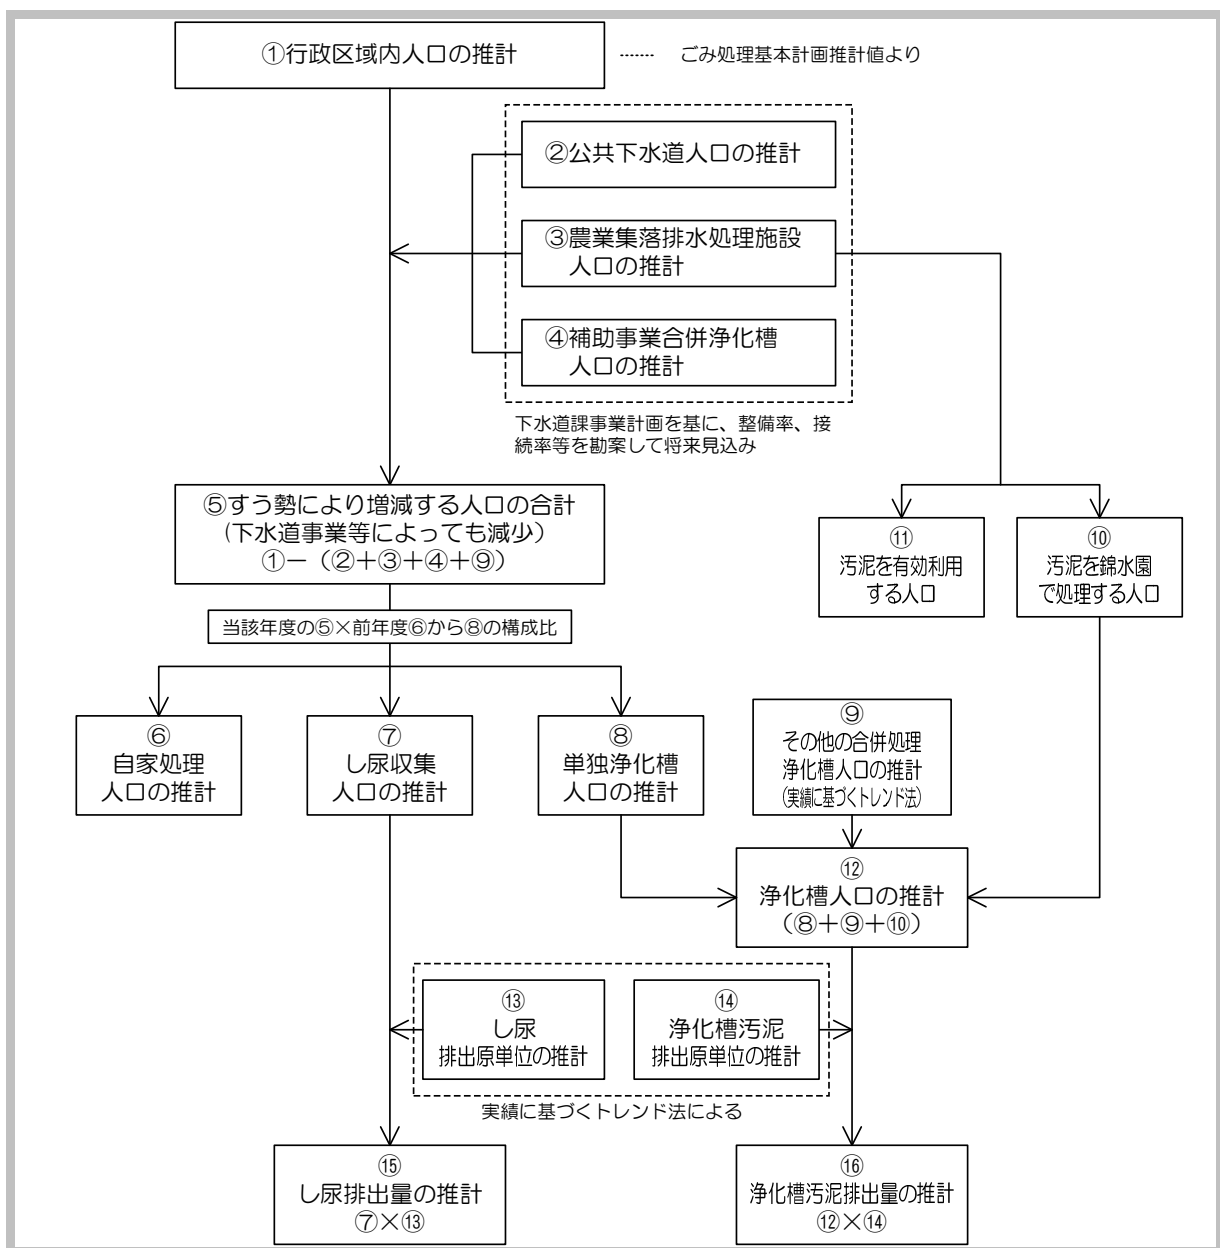 ①行政区域内人口の推計
ごみ処理基本計画推計値より
②公共下水道人口の推計
③農業集落排水処理施設
人口の推計
④補助事業合併浄化槽
人口の推計
下水道課事業計画を基に、整備率、接
続率等を勘案して将来見込み
⑤すう勢により増減する人口の合計
（下水道事業等によっても減少）
①－（②＋③＋④＋⑨）
当該年度の⑤×前年度⑥から⑧の構成比
⑪
汚泥を有効利用
する人口
⑩
汚泥を錦水園
で処理する人口
⑥
自家処理
人口の推計
⑦
し尿収集
人口の推計
⑧
単独浄化槽
人口の推計
⑨
その他の合併処理
浄化槽人口の推計
（実績に基づくトレンド法）
⑫
浄化槽人口の推計
（⑧＋⑨＋⑩）
⑬
し尿
排出原単位の推計
⑭
浄化槽汚泥
排出原単位の推計
実績に基づくトレンド法による
⑮
し尿排出量の推計
⑦×⑬
⑯
浄化槽汚泥排出量の推計
⑫×⑭